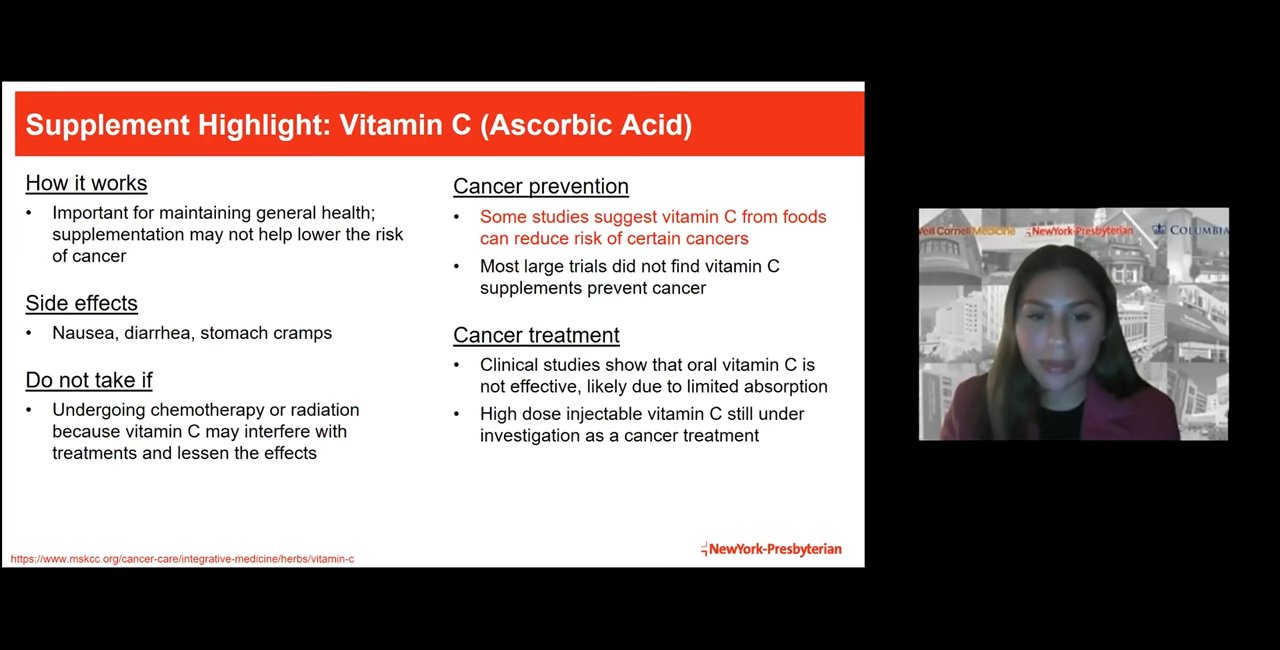 Supplement Highlight: Vitamin C (Ascorbic Acid)
How it works
• Important for maintaining general health;
supplementation may not help lower the risk
of cancer
Side effects
• Nausea, diarrhea, stomach cramps
Do not take if
• Undergoing chemotherapy or radiation
because vitamin C may interfere with
treatments and lessen the effects
Cancer prevention
• Some studies suggest vitamin C from foods
can reduce risk of certain cancers
• Most large trials did not find vitamin C
supplements prevent cancer
Cancer treatment
• Clinical studies show that oral vitamin C is
not effective, likely due to limited absorption
• High dose injectable vitamin C still under
investigation as a cancer treatment
https://www.mskcc.org/cancer-care/integrative-medicine/herbs/vitamin-c
NewYork-Presbyterian
Cornell Medicine NewYork-Presbyterian COLUMBIA